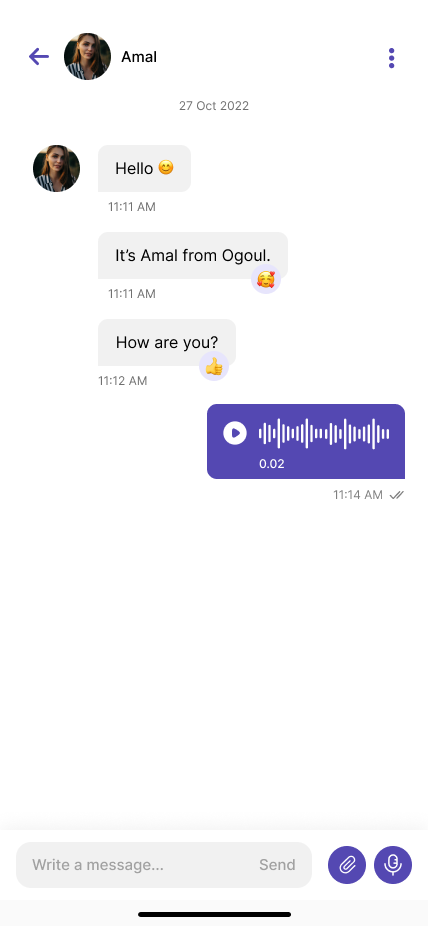 Amal
27 Oct 2022
Hello 😊
11:11 AM
It’s Amal from Ogoul.
🥰
11:11 AM
How are you?
👍
11:12 AM
0.02
11:14 AM
Write a message... Send